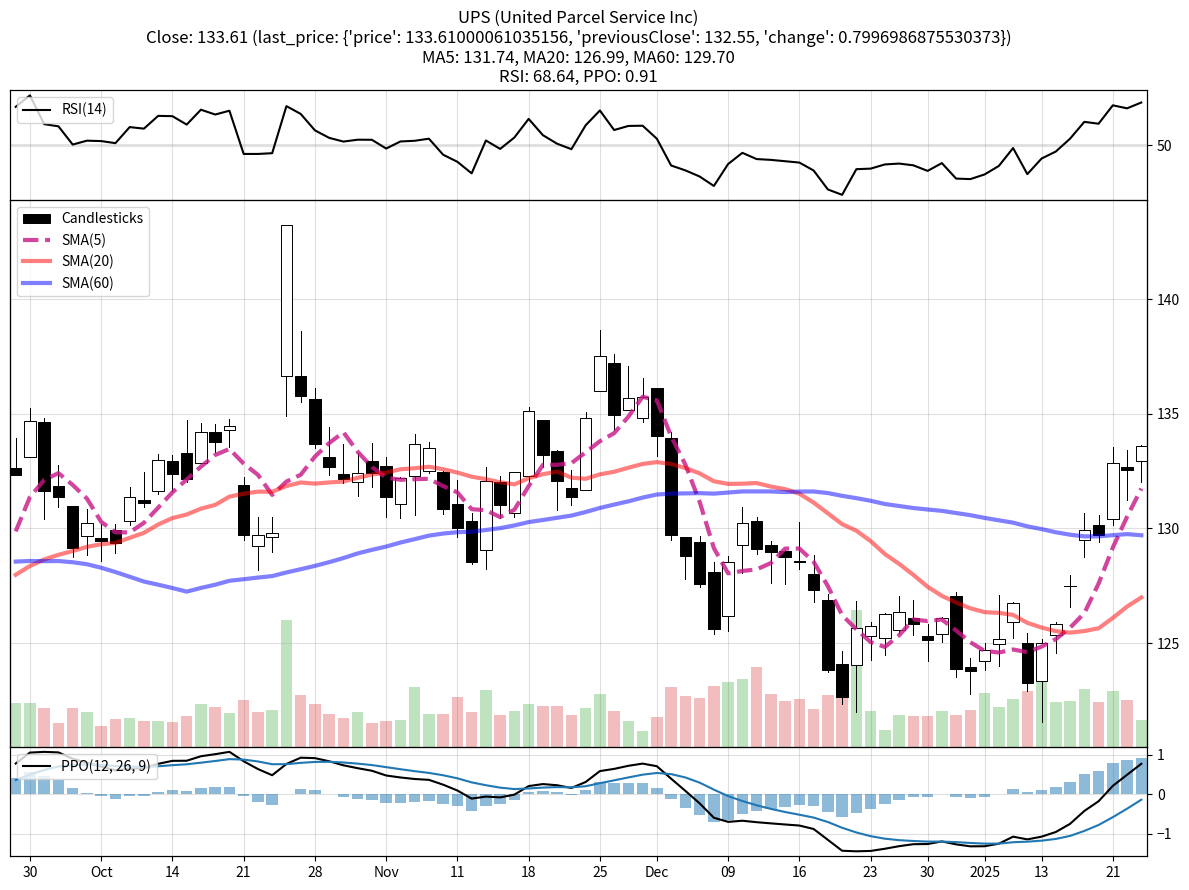 UPS (United Parcel Service Inc)
Close: 133.61 (last_price: {'price': 133.61000061035156, 'previousClose': 132.55, 'change': 0.7996986875530373})
MA5: 131.74, MA20: 126.99, MA60: 129.70
RSI: 68.64, PPO: 0.91
RSI(14)
50
Candlesticks
SMA(5)
SMA(20)
SMA(60)
140
135
130
125
PPO(12, 26, 9)
1
0
−1
30 Oct 14 21 28 Nov 11 18 25 Dec 09 16 23 30 2025 13 21